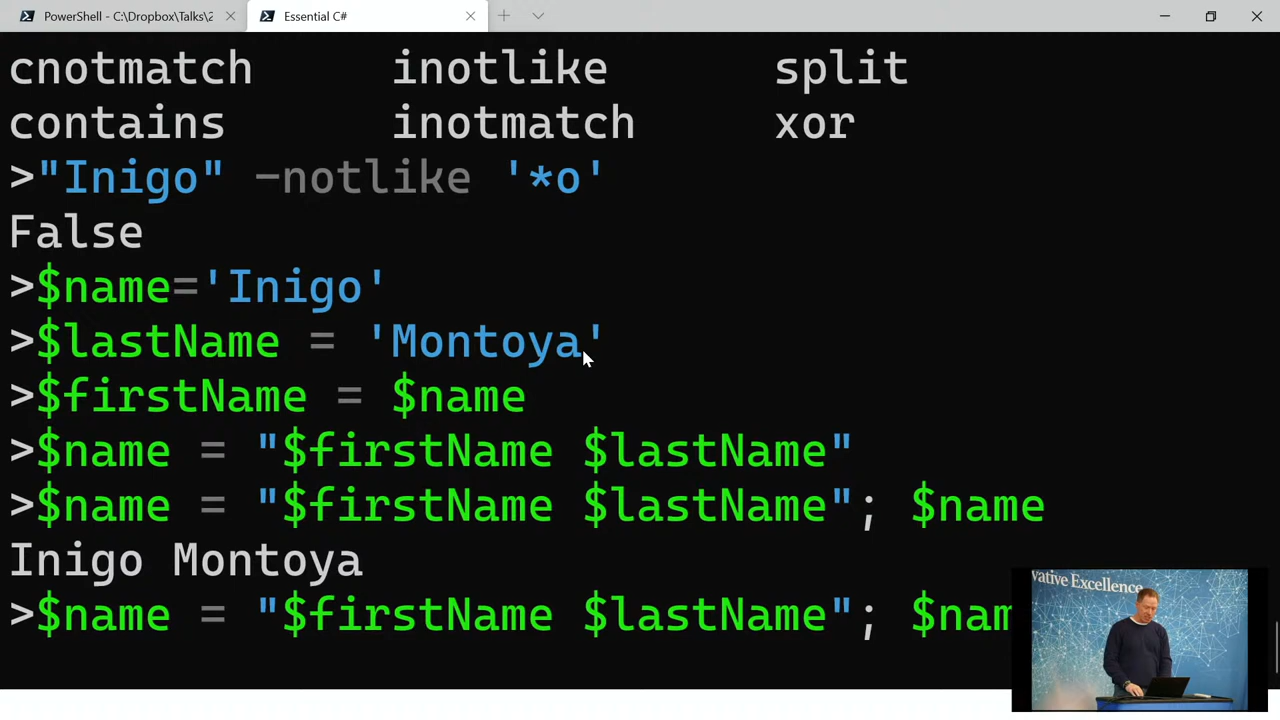 PowerShell - C:\Dropbox\Talks\2
Essential C#
cnotmatch inotlike split
contains inotmatch xor
>"Inigo" -notlike '*o'
False
>$name='Inigo'
>$lastName = 'Montoya'
>$firstName = $name
>$name = "$firstName $lastName"
>$name = "$firstName $lastName"; $name
Inigo Montoya
>$name = "$firstName $lastName"; $nam
vative Excellence